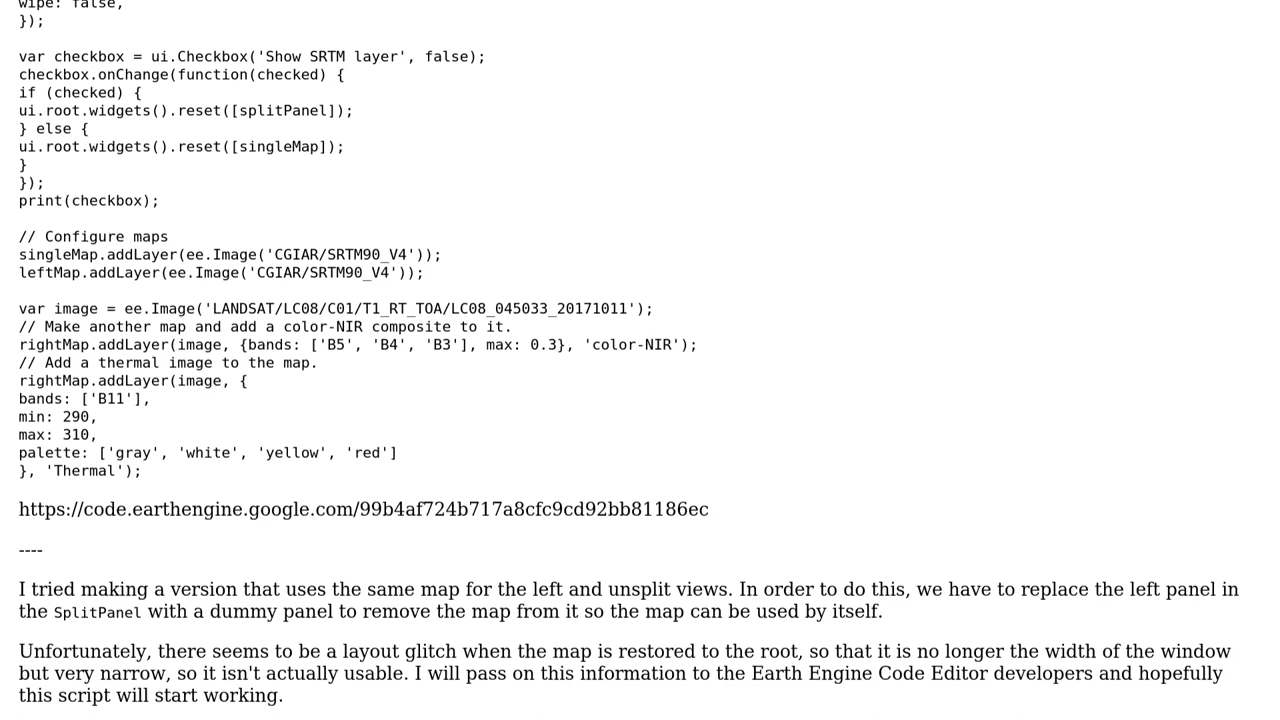 wipe: false,
});
var checkbox = ui.Checkbox('Show SRTM layer', false);
checkbox.onChange(function(checked) {
if (checked) {
ui.root.widgets().reset([splitPanel]);
} else {
ui.root.widgets().reset([singleMap]);
}
});
print(checkbox);
// Configure maps
singleMap.addLayer(ee.Image('CGIAR/SRTM90_V4'));
leftMap.addLayer(ee.Image('CGIAR/SRTM90_V4'));
var image = ee.Image('LANDSAT/LC08/C01/T1_RT_TOA/LC08_045033_20171011');
// Make another map and add a color-NIR composite to it.
rightMap.addLayer(image, {bands: ['B5', 'B4', 'B3'], max: 0.3}, 'color-NIR');
// Add a thermal image to the map.
rightMap.addLayer(image, {
bands: ['B11'],
min: 290,
max: 310,
palette: ['gray', 'white', 'yellow', 'red']
}, 'Thermal');
https://code.earthengine.google.com/99b4af724b717a8cfc9cd92bb81186ec
----
I tried making a version that uses the same map for the left and unsplit views. In order to do this, we have to replace the left panel in
the SplitPanel with a dummy panel to remove the map from it so the map can be used by itself.
Unfortunately, there seems to be a layout glitch when the map is restored to the root, so that it is no longer the width of the window
but very narrow, so it isn't actually usable. I will pass on this information to the Earth Engine Code Editor developers and hopefully
this script will start working.